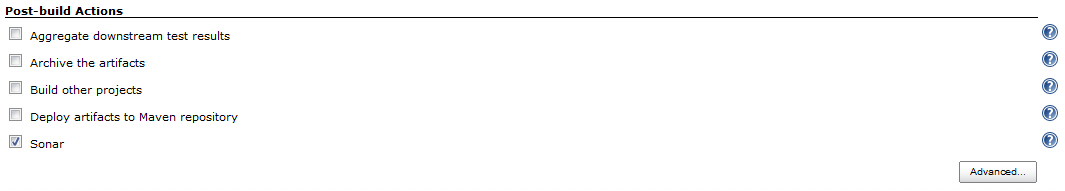 Post-build Actions
Aggregate downstream test results
Archive the artifacts
Build other projects
Deploy artifacts to Maven repository
Sonar
Advanced...